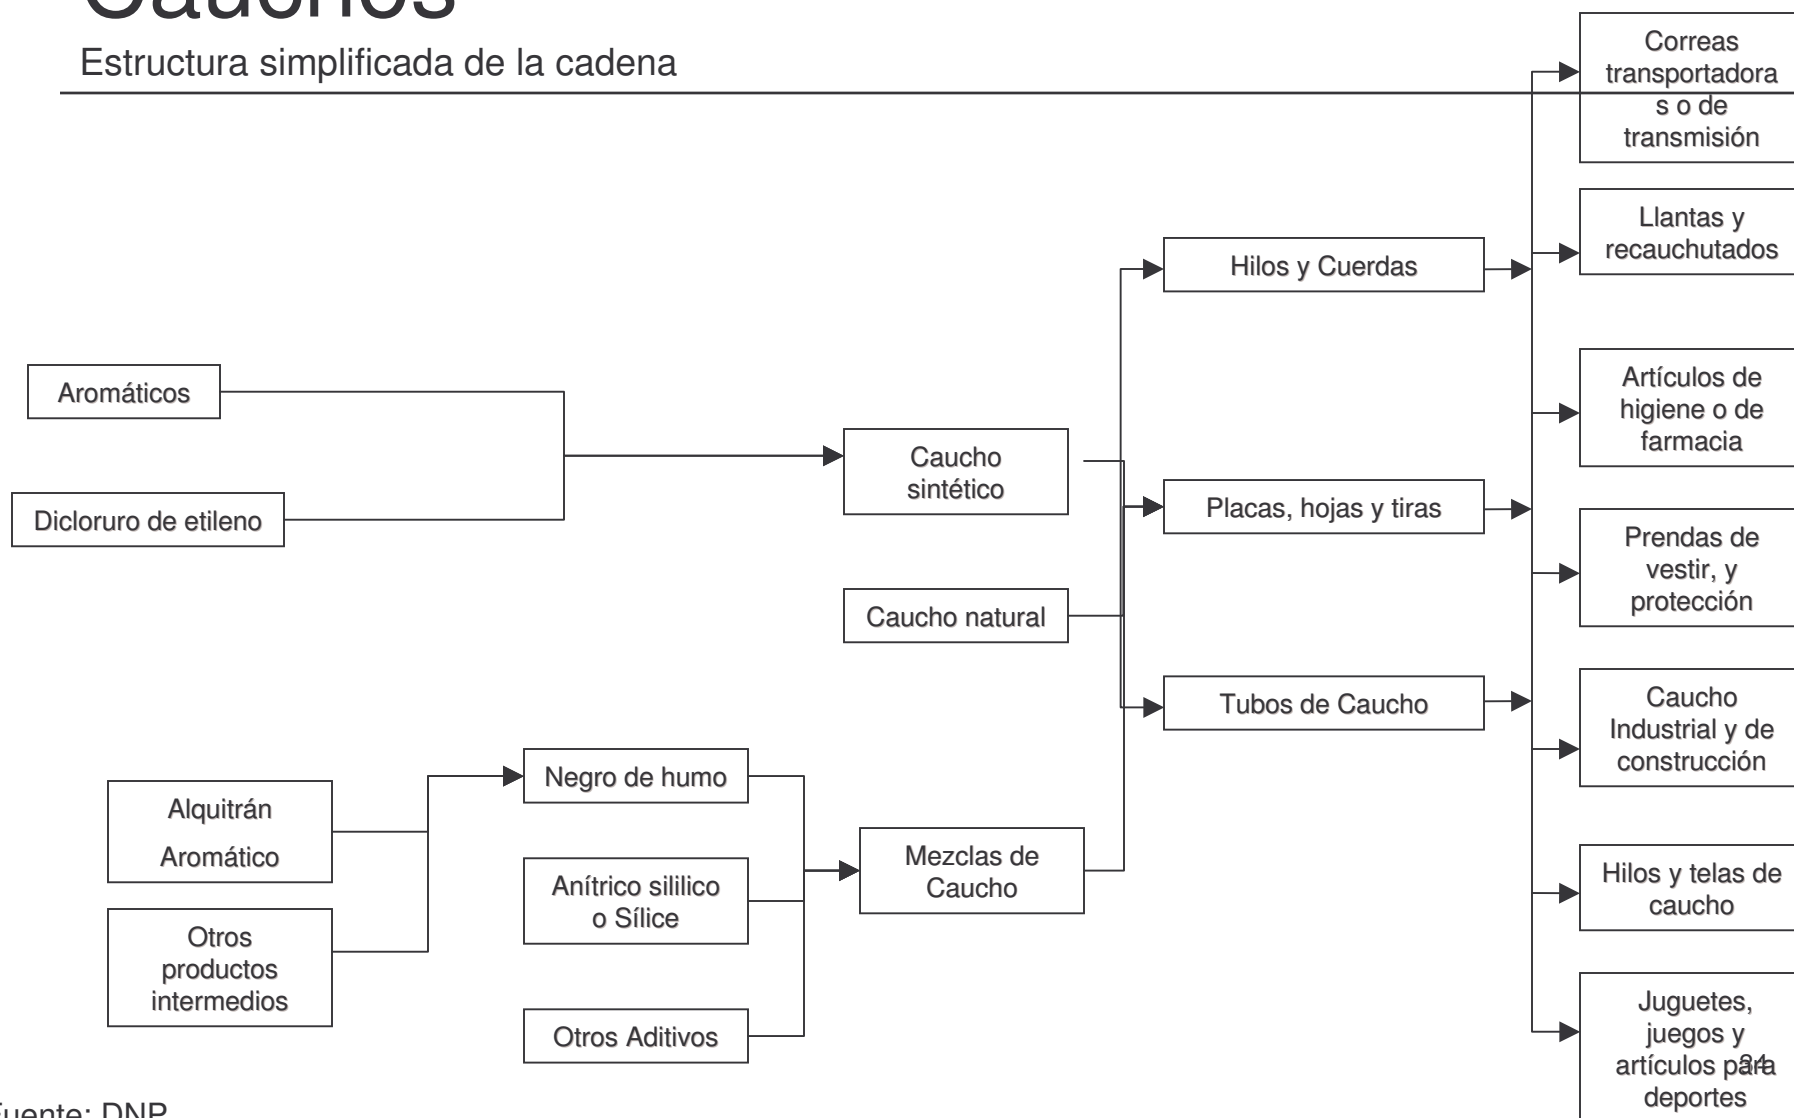 Cauchos
Estructura simplificada de la cadena
Correas
transportadora
s o de
transmisión
Llantas y
recauchutados
Hilos y Cuerdas
Artículos de
higiene o de
farmacia
Aromáticos
Caucho
sintético
Dicloruro de etileno
Placas, hojas y tiras
Prendas de
vestir, y
protección
Caucho natural
Tubos de Caucho
Caucho
Industrial y de
construcción
Negro de humo
Alquitrán
Aromático
Mezclas de
Caucho
Anítrico sililico
o Sílice
Hilos y telas de
caucho
Otros
productos
intermedios
Otros Aditivos
Juguetes,
juegos y
artículos para
deportes
34
Fuente: DNP